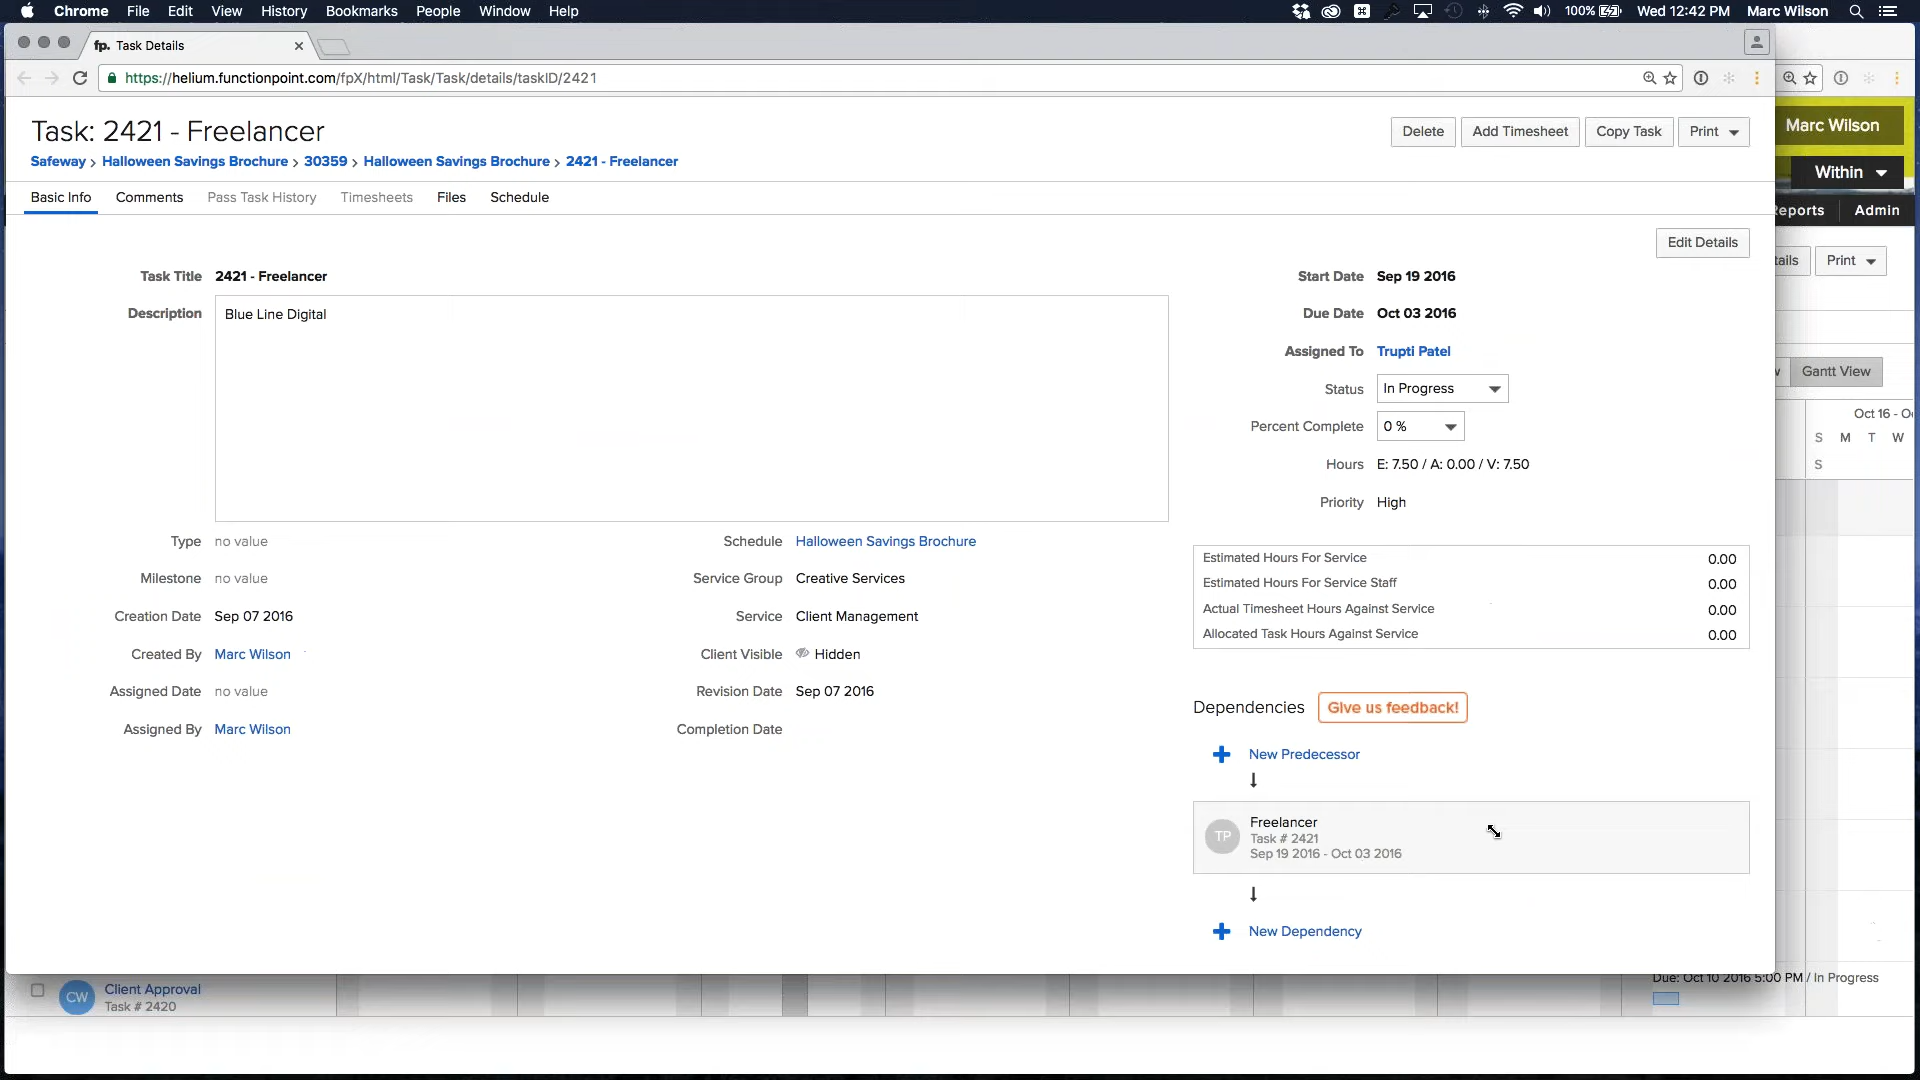 Chrome File Edit View History Bookmarks People Window Help 100% Wed 12:42 PM Marc Wilson
fp. Task Details
https://helium.functionpoint.com/fpX/html/Task/Task/details/taskID/2421
Task: 2421 - Freelancer
Delete Add Timesheet Copy Task Print
Marc Wilson
Safeway > Halloween Savings Brochure > 30359 > Halloween Savings Brochure > 2421 - Freelancer
Within
Basic Info Comments Pass Task History Timesheets Files Schedule
Reports Admin
Edit Details
tails Print
Task Title 2421 - Freelancer
Start Date Sep 19 2016
Description Blue Line Digital
Due Date Oct 03 2016
Assigned To Trupti Patel
Gantt View
Status In Progress
Percent Complete 0 %
Oct 16 - O
S M T W
S
Hours E: 7.50 / A: 0.00 / V: 7.50
Priority High
Type no value
Schedule Halloween Savings Brochure
Milestone no value
Service Group Creative Services
Creation Date Sep 07 2016
Service Client Management
Created By Marc Wilson
Client Visible Hidden
Assigned Date no value
Revision Date Sep 07 2016
Assigned By Marc Wilson
Completion Date
Estimated Hours For Service 0.00
Estimated Hours For Service Staff 0.00
Actual Timesheet Hours Against Service 0.00
Allocated Task Hours Against Service 0.00
Dependencies Give us feedback!
New Predecessor
TP
Freelancer
Task # 2421
Sep 19 2016 - Oct 03 2016
New Dependency
CW
Client Approval
Task # 2420
Due: Oct 10 2016 5:00 PM / In Progress